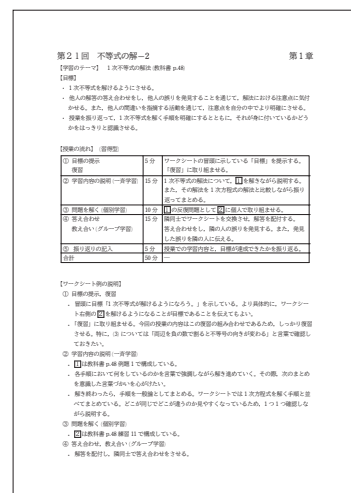 第21回 不等式の解−2 第1章
【学習のテーマ】 1次不等式の解法(教科書 p.48)
【目標】
・ 1次不等式を解けるようにさせる。
・ 他人の解答の答え合わせをし、他人の誤りを発見することを通じて、解法における注意点に気付
かせる。また、他人の間違いを指摘する活動を通じて、注意点を自分の中でより明確にさせる。
・ 授業を振り返って、1次不等式を解く手順を明確にするとともに、それが身に付いているかどう
かをはっきりと認識させる。
【授業の流れ】(習得型)
① 目標の提示 5分 ワークシートの冒頭に示している「目標」を提示する。
復習 「復習」に取り組ませる。
② 学習内容の説明(一斉学習) 15分 1次不等式の解法について、1を解きながら説明する。
また、その解法を1次方程式の解法と比較しながら振り
返ってまとめる。
③ 問題を解く(個別学習) 10分 1の反復問題として2に個人で取り組ませる。
④ 答え合わせ 15分 隣同士でワークシートを交換させ、解答を配付する。
教え合い(グループ学習) 答え合わせをし、隣の人の誤りを発見する。また、発見
した誤りを隣の人に伝える。
⑤ 振り返りの記入 5分 授業での学習内容と、目標が達成できたかを振り返る。
合計 50分 ―
【ワークシート例の説明】
① 目標の提示、復習
・ 冒頭に目標「1次不等式が解けるようになろう。」を示している。より具体的に、ワークシー
ト右側の2を解けるようになることが目標であることを伝えてもよい。
・ 「復習」に取り組ませる。今回の授業の内容はこの復習の組み合わせであるため、しっかり復習
させる。特に、(3)については「両辺を負の数で割ると不等号の向きが変わる」と言葉で確認し
ておきたい。
② 学習内容の説明(一斉学習)
・ 1は教科書 p.48 例題1で構成している。
・ 各手順において何をしているのかを言葉で強調しながら解き進めていく。その際、次のまとめ
を意識した言葉づかいを心がけたい。
・ 解き終わったら、手順を一般論としてまとめる。ワークシートでは1次方程式を解く手順と並
べてまとめている。どこが同じでどこが違うのか見やすくなっているため、1つ1つ確認しな
がら説明する。
③ 問題を解く(個別学習)
・ 2は教科書 p.48 練習11で構成している。
④ 答え合わせ、教え合い(グループ学習)
・ 解答を配付し、隣同士で答え合わせをさせる。